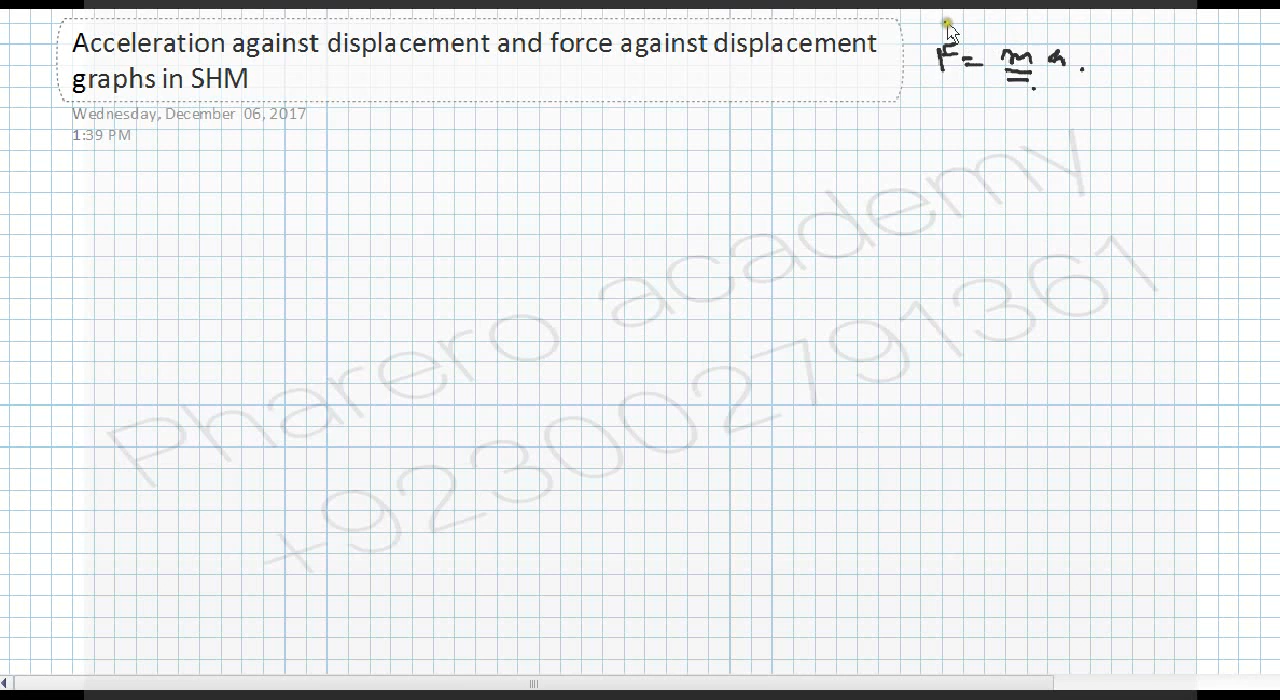 Acceleration against displacement and force against displacement
graphs in SHM
F = m a .
Wednesday, December 06, 2017
1:39 PM
Pharero academy
+923002791361